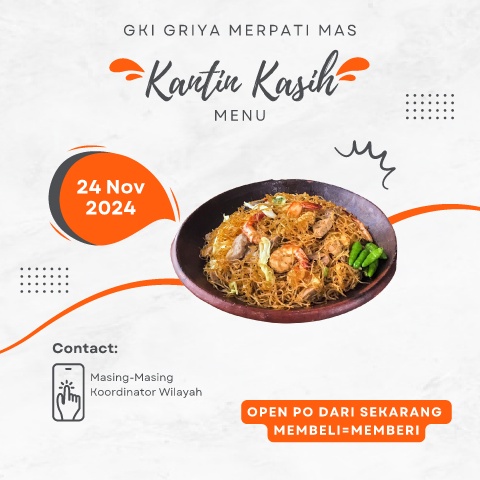 GKI GRIYA MERPATI MAS
Kantin Kasih
MENU
24 Nov
2024
Contact:
Masing-Masing
Koordinator Wilayah
OPEN PO DARI SEKARANG
MEMBELI=MEMBERI